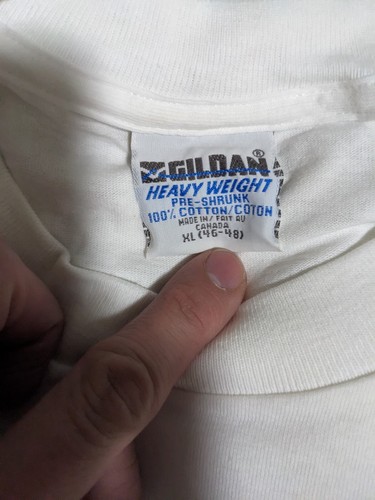 GILDAN®
HEAVY WEIGHT
PRE-SHRUNK
100% COTTON/COTON
MADE IN/FAIT AU
CANADA
XL (46-48)